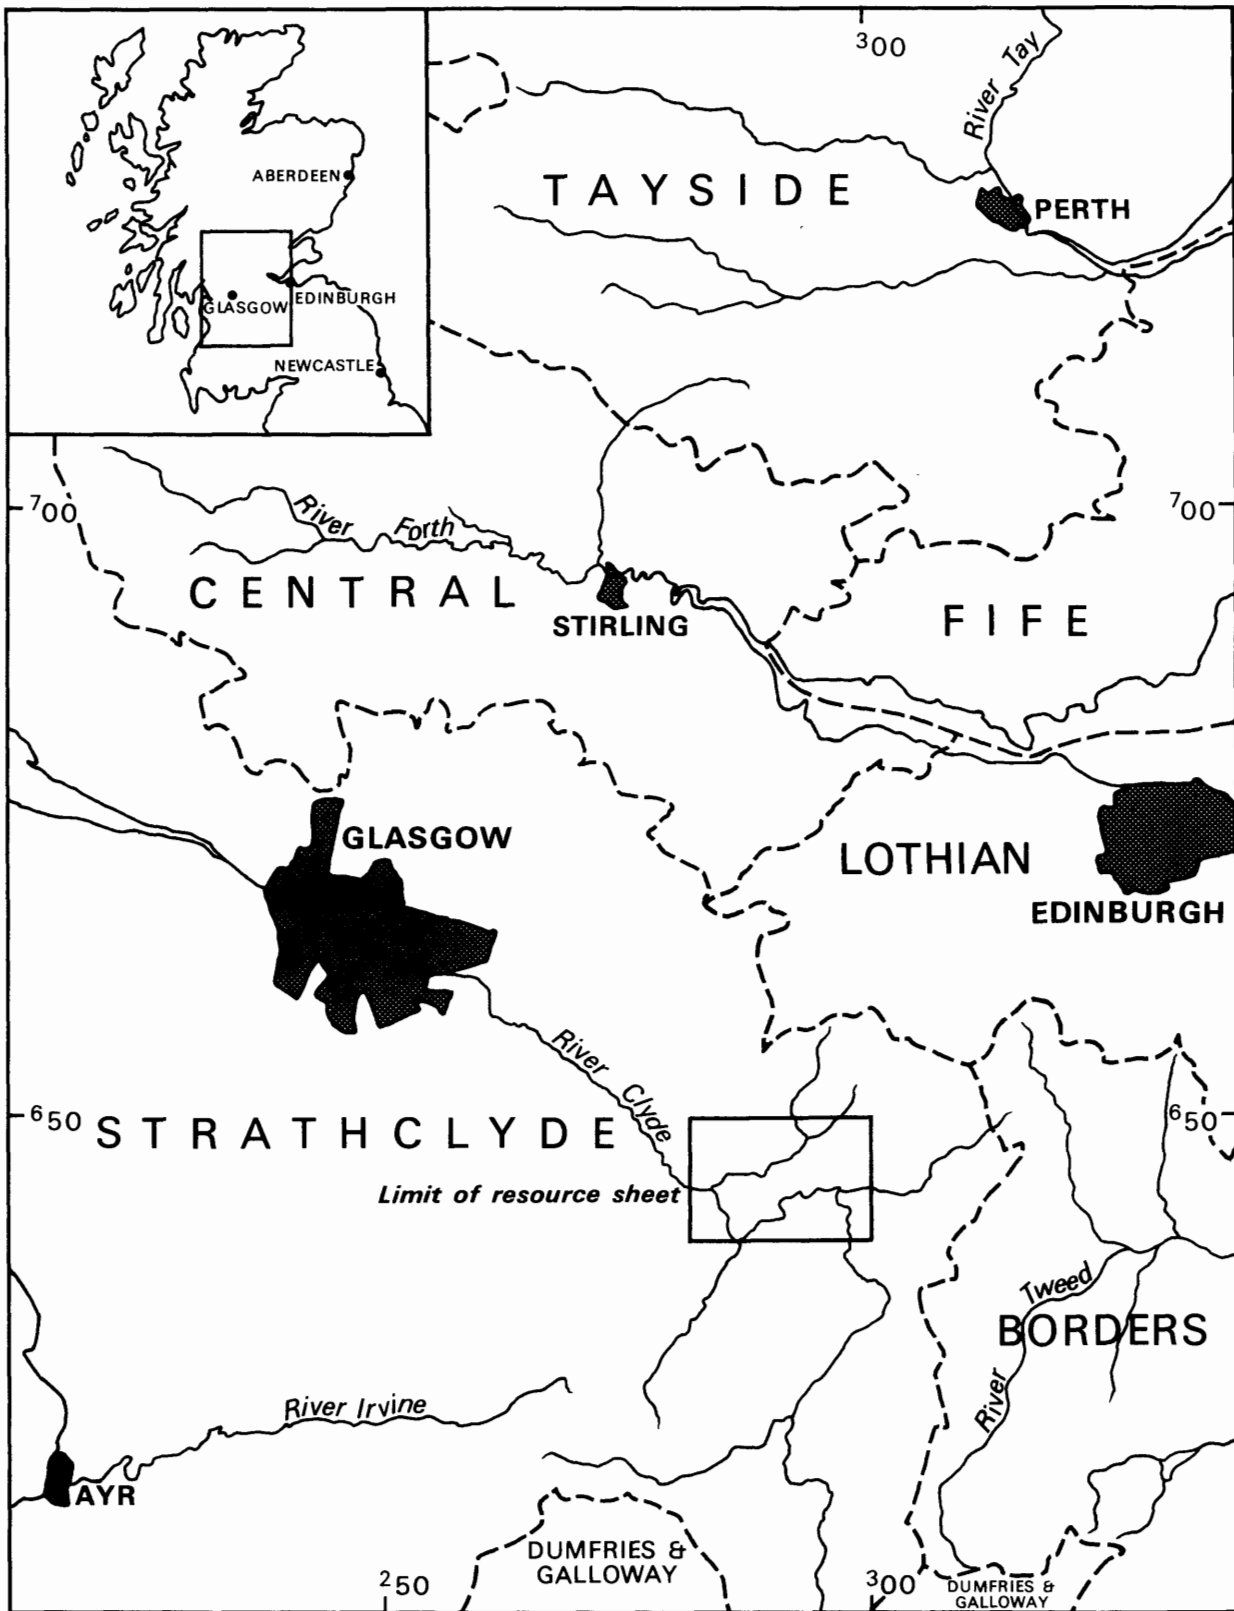 ABERDEEN
EDINBURGH
GLASGOW
NEWCASTLE
³00
River Tay
TAYSIDE
PERTH
⁷00
⁷00
River Forth
CENTRAL
STIRLING
FIFE
GLASGOW
LOTHIAN
EDINBURGH
River Clyde
⁶50
⁶50
STRATHCLYDE
Limit of resource sheet
River Tweed
BORDERS
River Irvine
AYR
DUMFRIES &
GALLOWAY
²50
³00
DUMFRIES &
GALLOWAY